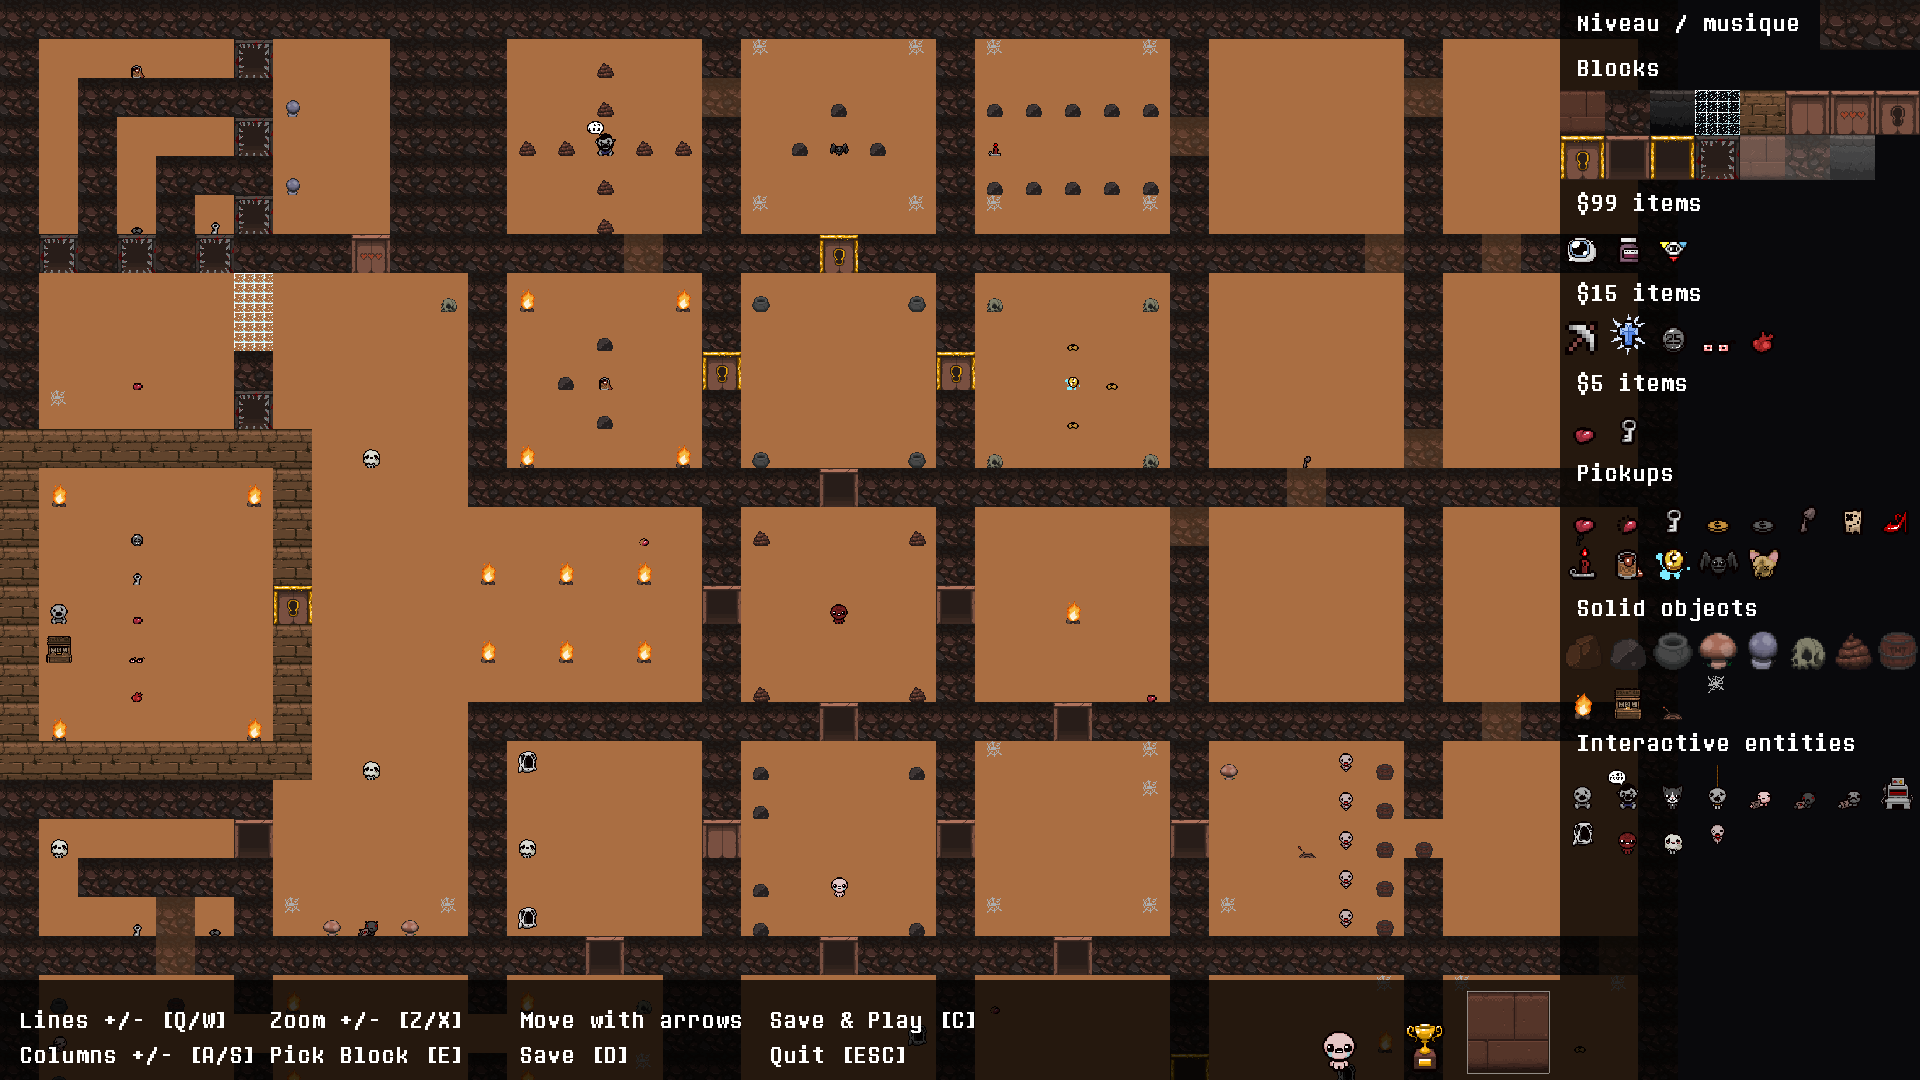 Niveau / musique
Blocks
$99 items
$15 items
$5 items
Pickups
Solid objects
Interactive entities
Lines +/- [Q/W] Zoom +/- [Z/X] Move with arrows Save & Play [C]
Columns +/- [A/S] Pick Block [E] Save [D] Quit [ESC]